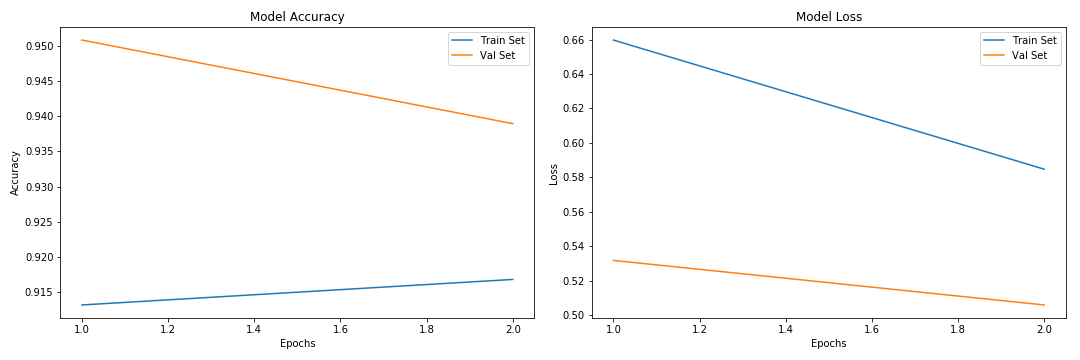 Model Accuracy
Train Set
Val Set
0.950
0.945
0.940
0.935
0.930
0.925
0.920
0.915
Accuracy
1.0 1.2 1.4 1.6 1.8 2.0
Epochs
Model Loss
Train Set
Val Set
0.66
0.64
0.62
0.60
0.58
0.56
0.54
0.52
0.50
Loss
1.0 1.2 1.4 1.6 1.8 2.0
Epochs